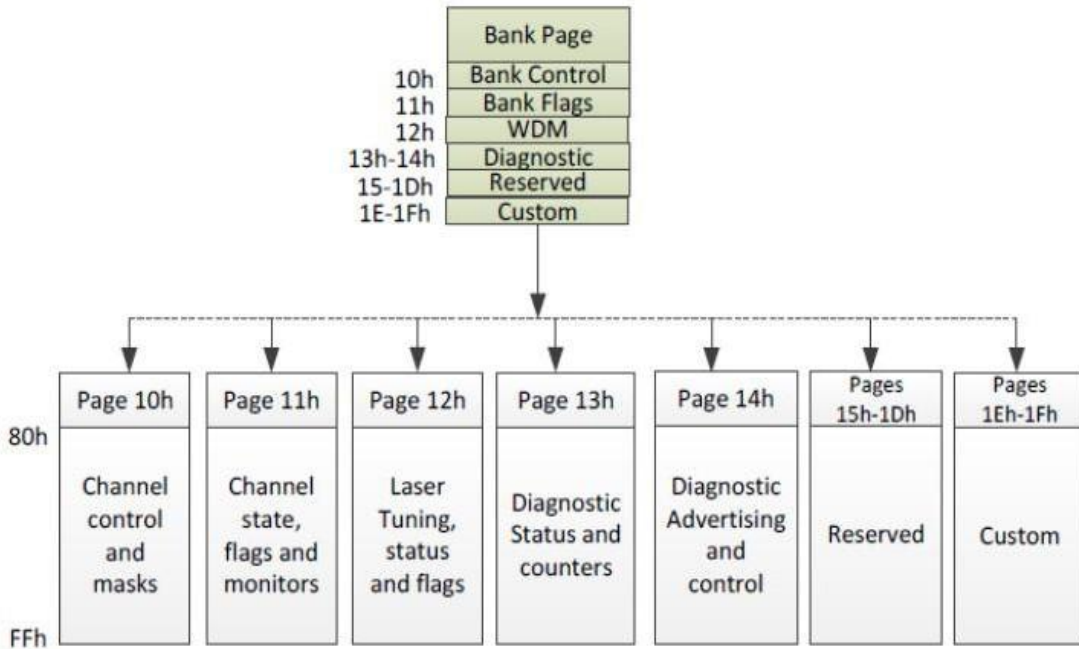 Bank Page
10h Bank Control
11h Bank Flags
12h WDM
13h-14h Diagnostic
15-1Dh Reserved
1E-1Fh Custom
Page 10h
Page 11h
Page 12h
Page 13h
Page 14h
Pages
15h-1Dh
Pages
1Eh-1Fh
80h
Channel
control
and
masks
Channel
state,
flags and
monitors
Laser
Tuning,
status
and flags
Diagnostic
Status and
counters
Diagnostic
Advertising
and
control
Reserved
Custom
FFh